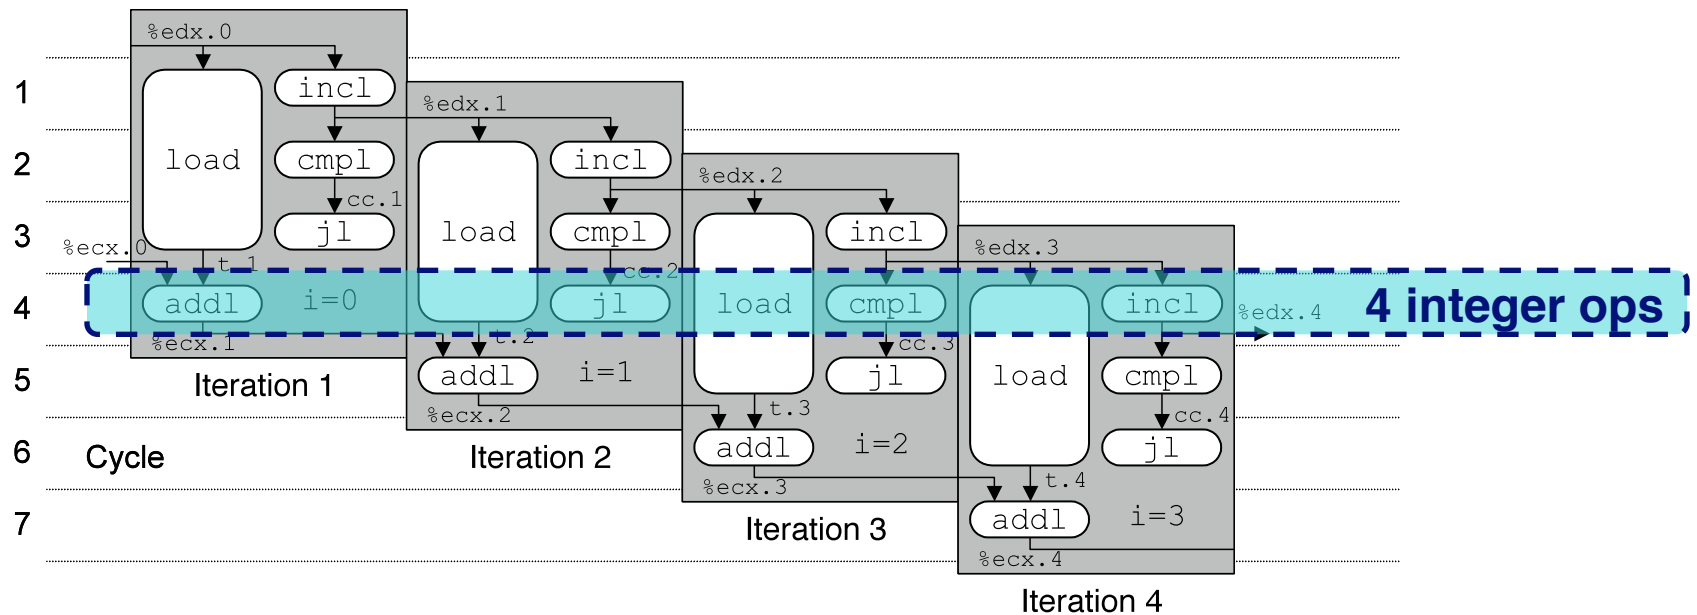 %edx.0
1
incl
%edx.1
load
2
cmpl
incl
%edx.2
cc.1
load
3
jl
cmpl
incl
%ecx.0
%edx.3
t.1
cc.2
load
4
addl
i=0
jl
cmpl
incl
%edx.4
4 integer ops
%ecx.1
t.2
cc.3
load
5
Iteration 1
addl
i=1
jl
cmpl
%ecx.2
t.3
cc.4
6
Cycle
Iteration 2
addl
i=2
jl
%ecx.3
t.4
7
Iteration 3
addl
i=3
%ecx.4
Iteration 4